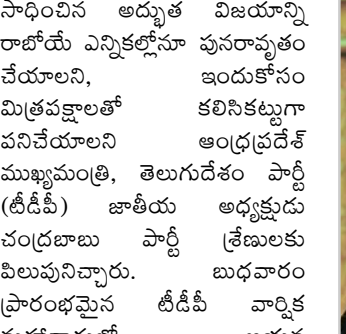 సాధించిన అద్భుత విజయాన్ని
రాబోయే ఎన్నికల్లోనూ పునరావృతం
చేయాలని, ఇందుకోసం
మిత్రపక్షాలతో కలిసికట్టుగా
పనిచేయాలని ఆంధ్రప్రదేశ్
ముఖ్యమంత్రి, తెలుగుదేశం పార్టీ
(టీడీపీ) జాతీయ అధ్యక్షుడు
చంద్రబాబు పార్టీ శ్రేణులకు
పిలుపునిచ్చారు. బుధవారం
ప్రారంభమైన టీడీపీ వార్షిక